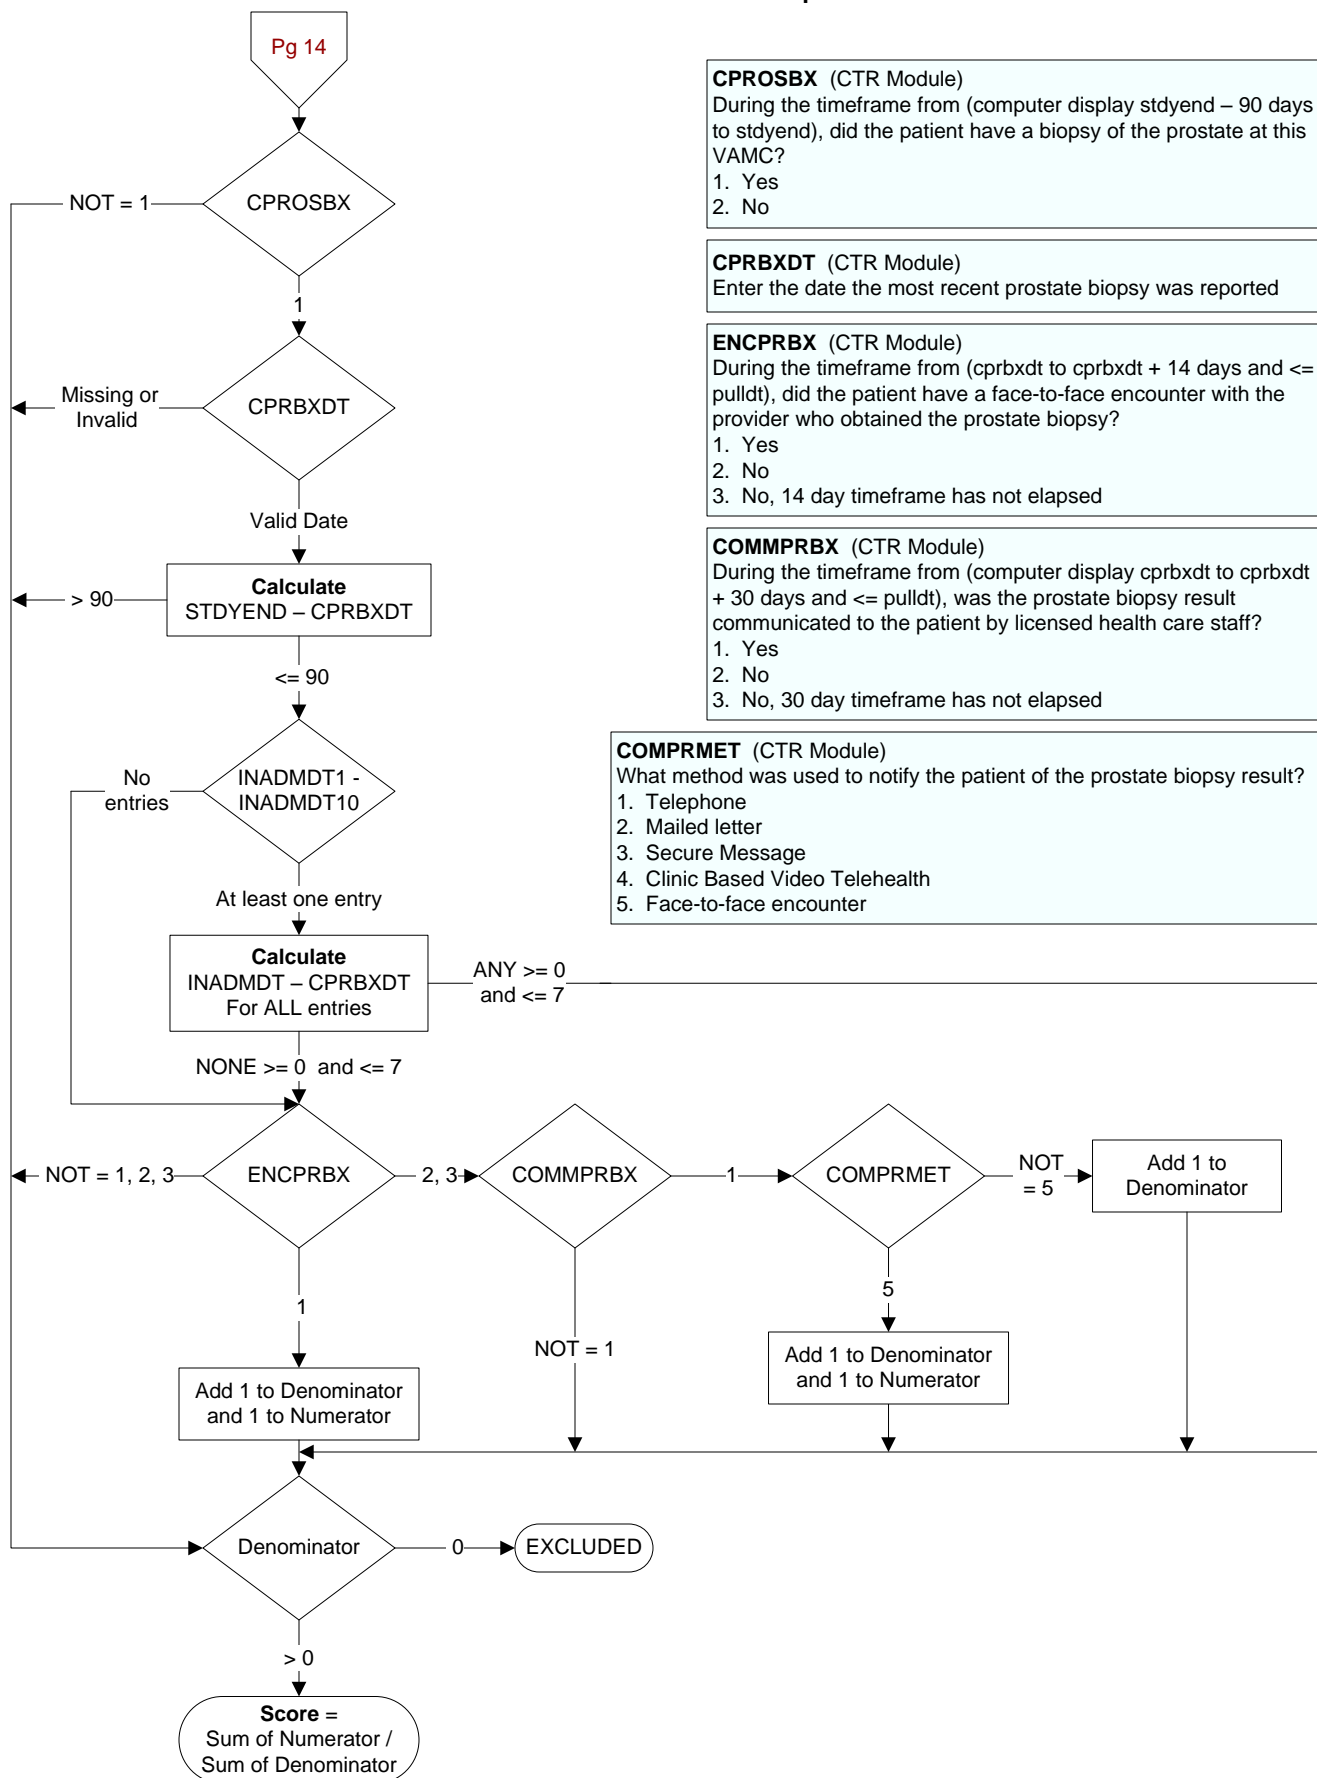 Pg 14
CPROSBX (CTR Module)
During the timeframe from (computer display stdyend – 90 days
to stdyend), did the patient have a biopsy of the prostate at this
VAMC?
1. Yes
2. No
NOT = 1
CPROSBX
1
CPRBXDT (CTR Module)
Enter the date the most recent prostate biopsy was reported
ENCPRBX (CTR Module)
During the timeframe from (cprbxdt to cprbxdt + 14 days and <=
pulldt), did the patient have a face-to-face encounter with the
provider who obtained the prostate biopsy?
1. Yes
2. No
3. No, 14 day timeframe has not elapsed
Missing or
Invalid
CPRBXDT
Valid Date
COMMPRBX (CTR Module)
During the timeframe from (computer display cprbxdt to cprbxdt
+ 30 days and <= pulldt), was the prostate biopsy result
communicated to the patient by licensed health care staff?
1. Yes
2. No
3. No, 30 day timeframe has not elapsed
> 90
Calculate
STDYEND – CPRBXDT
<= 90
COMPRMET (CTR Module)
What method was used to notify the patient of the prostate biopsy result?
1. Telephone
2. Mailed letter
3. Secure Message
4. Clinic Based Video Telehealth
5. Face-to-face encounter
No
entries
INADMDT1 -
INADMDT10
At least one entry
Calculate
INADMDT – CPRBXDT
For ALL entries
ANY >= 0
and <= 7
NONE >= 0 and <= 7
NOT = 1, 2, 3
ENCPRBX
2, 3
COMMPRBX
1
COMPRMET
NOT
= 5
Add 1 to
Denominator
1
NOT = 1
5
Add 1 to Denominator
and 1 to Numerator
Add 1 to Denominator
and 1 to Numerator
Denominator
0
EXCLUDED
> 0
Score =
Sum of Numerator /
Sum of Denominator